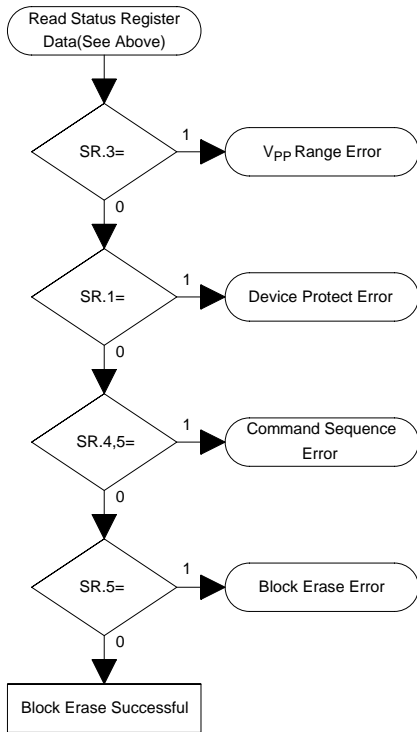 Read Status Register
Data(See Above)
SR.3=
1
VPP Range Error
0
SR.1=
1
Device Protect Error
0
SR.4,5=
1
Command Sequence
Error
0
SR.5=
1
Block Erase Error
0
Block Erase Successful